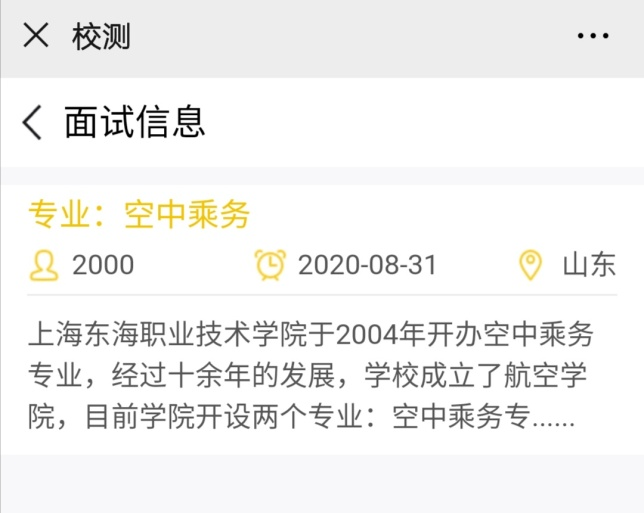 校测
面试信息
专业：空中乘务
2000 2020-08-31 山东
上海东海职业技术学院于2004年开办空中乘务
专业，经过十余年的发展，学校成立了航空学
院，目前学院开设两个专业：空中乘务专......